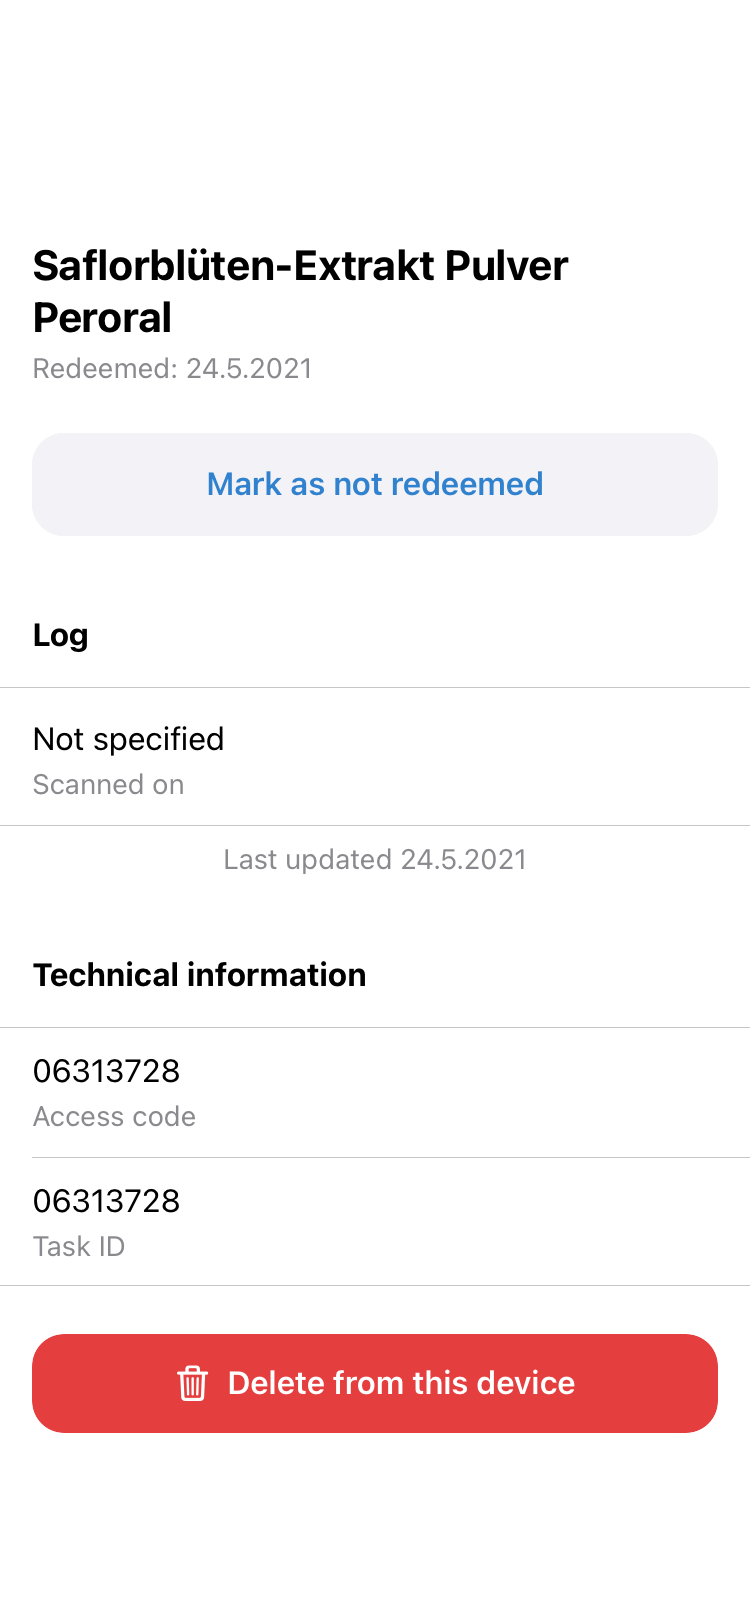 Saflorblüten-Extrakt Pulver
Peroral
Redeemed: 24.5.2021
Mark as not redeemed
Log
Not specified
Scanned on
Last updated 24.5.2021
Technical information
06313728
Access code
06313728
Task ID
Delete from this device